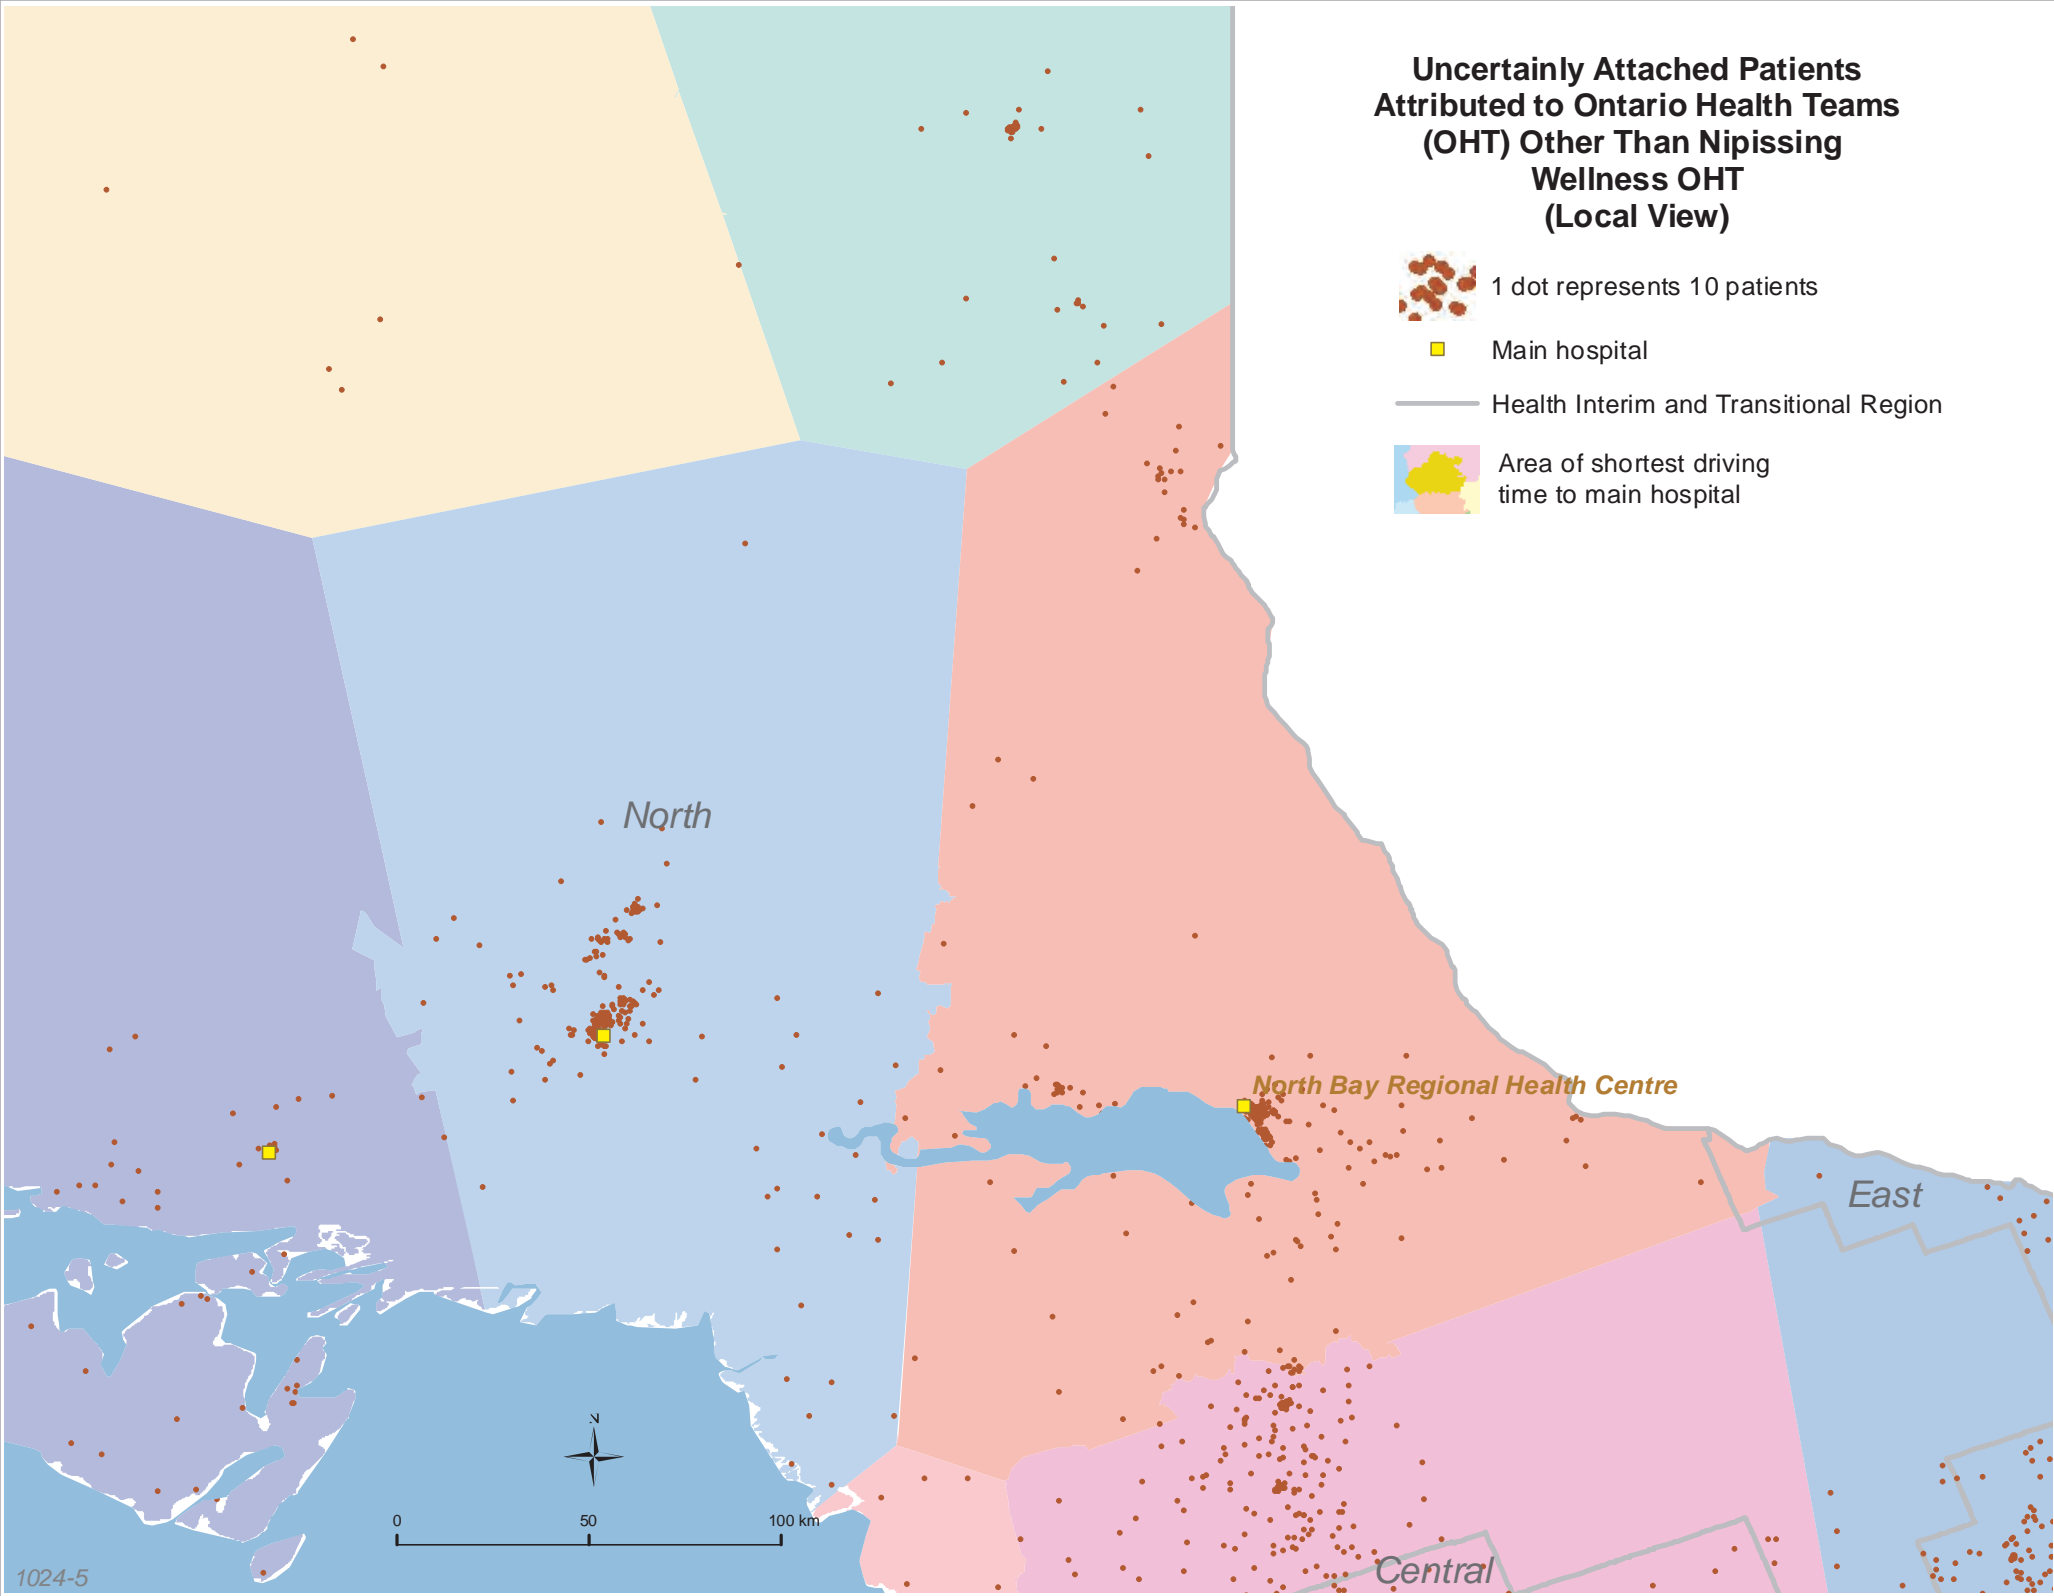 Uncertainly Attached Patients
Attributed to Ontario Health Teams
(OHT) Other Than Nipissing
Wellness OHT
(Local View)
1 dot represents 10 patients
Main hospital
Health Interim and Transitional Region
Area of shortest driving
time to main hospital
North
North Bay Regional Health Centre
East
N
0 50 100 km
Central
1024-5